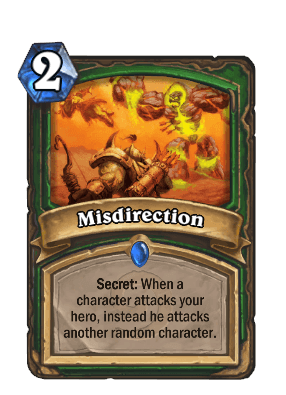 2
Misdirection
Secret: When a
character attacks your
hero, instead he attacks
another random character.